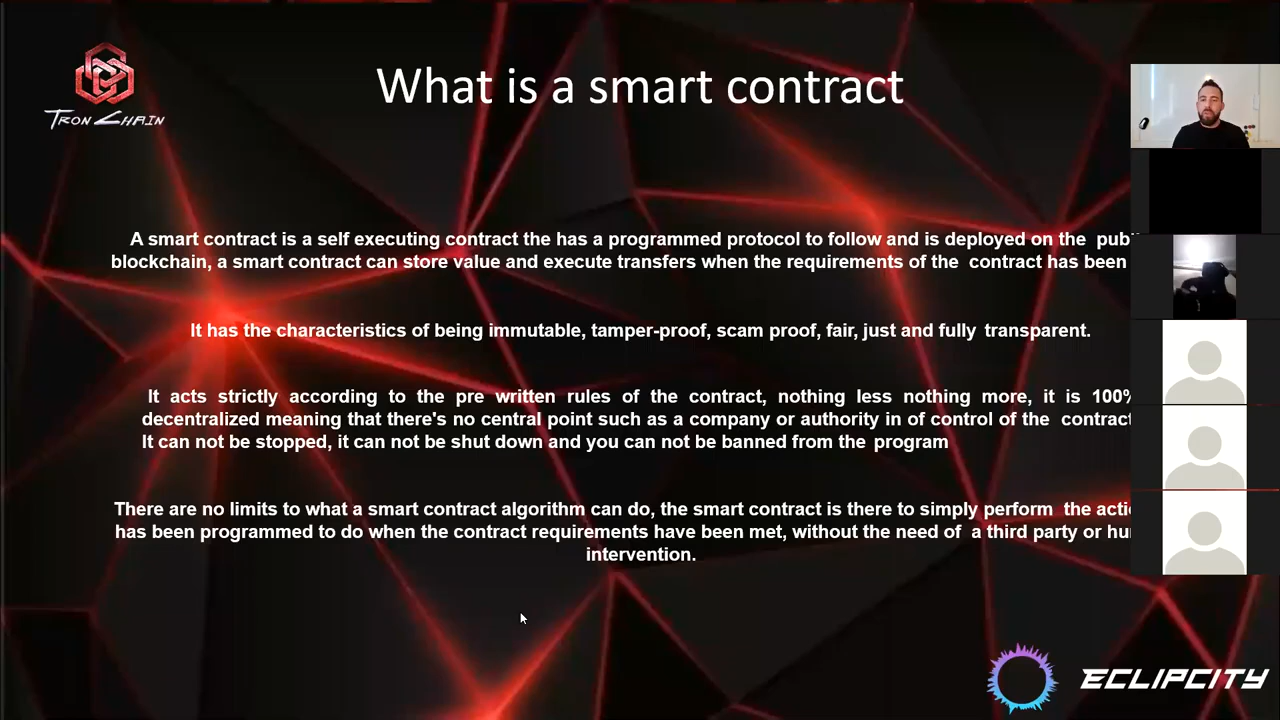 What is a smart contract
TRON CHAIN
A smart contract is a self executing contract the has a programmed protocol to follow and is deployed on the
blockchain, a smart contract can store value and execute transfers when the requirements of the contract has been
It has the characteristics of being immutable, tamper-proof, scam proof, fair, just and fully transparent.
It acts strictly according to the pre written rules of the contract, nothing less nothing more, it is 100%
decentralized meaning that there's no central point such as a company or authority in of control of the contract
It can not be stopped, it can not be shut down and you can not be banned from the program
There are no limits to what a smart contract algorithm can do, the smart contract is there to simply perform the
has been programmed to do when the contract requirements have been met, without the need of a third party or
intervention.
ECLIPCITY